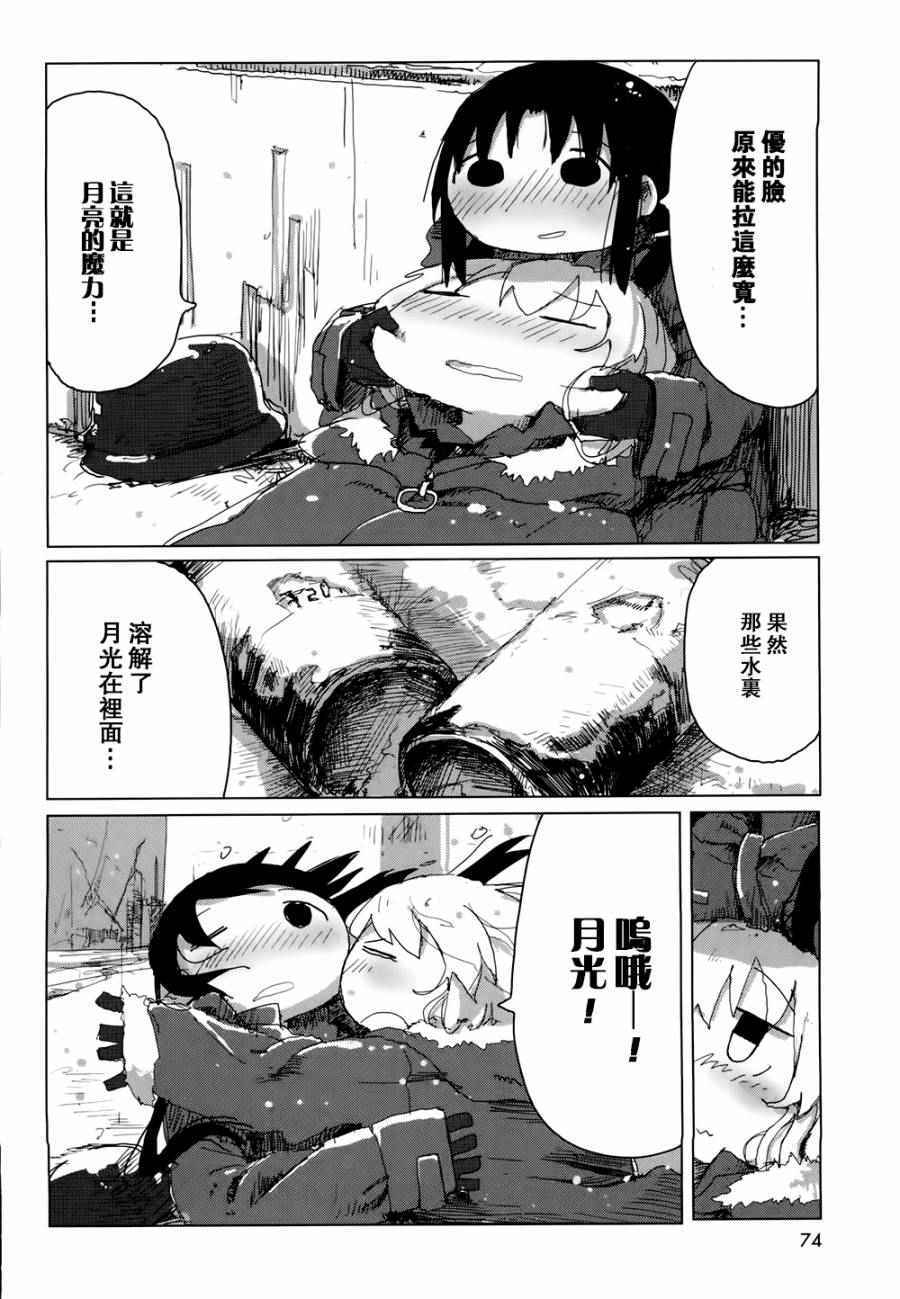 優的臉
原來能拉這麼寬…
這就是
月亮的魔力…
果然
那些水裏
溶解了
月光在裡面…
嗚哦──！
月光！
74